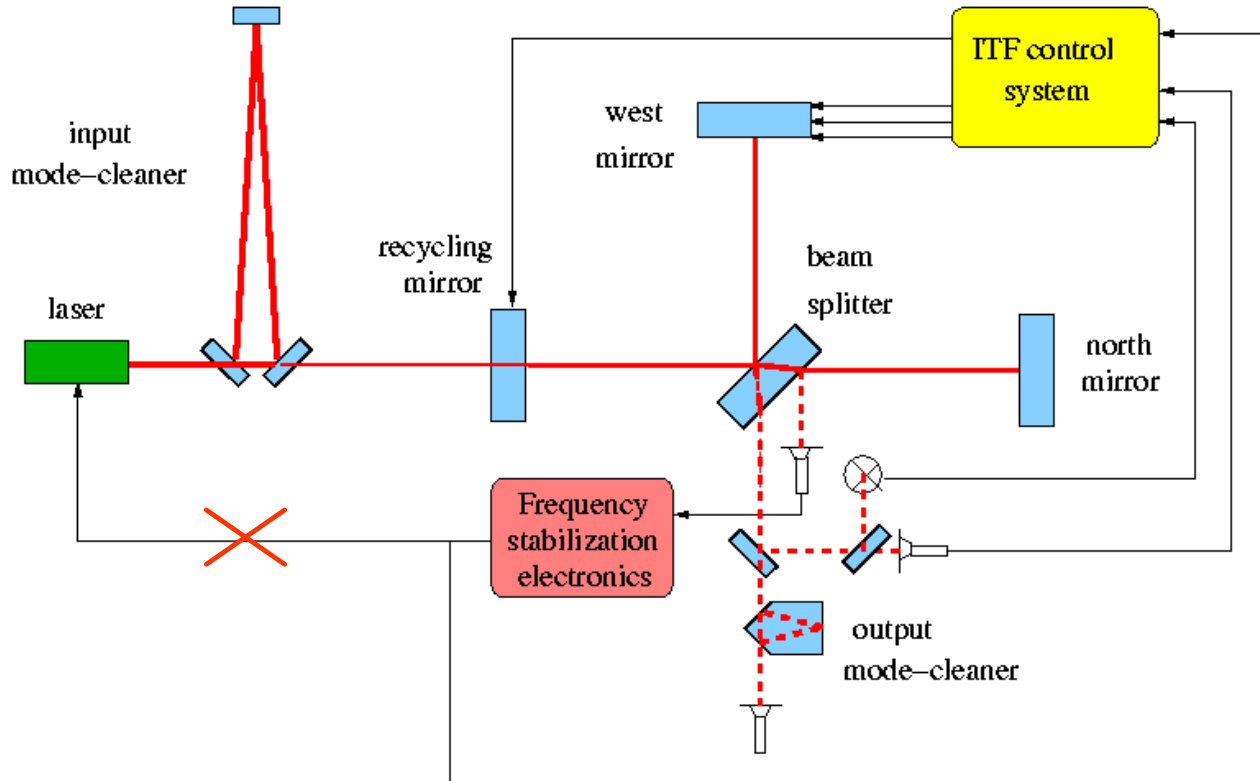 ITF control
system
input
mode−cleaner
west
mirror
recycling
mirror
beam
splitter
laser
north
mirror
Frequency
stabilization
electronics
output
mode−cleaner